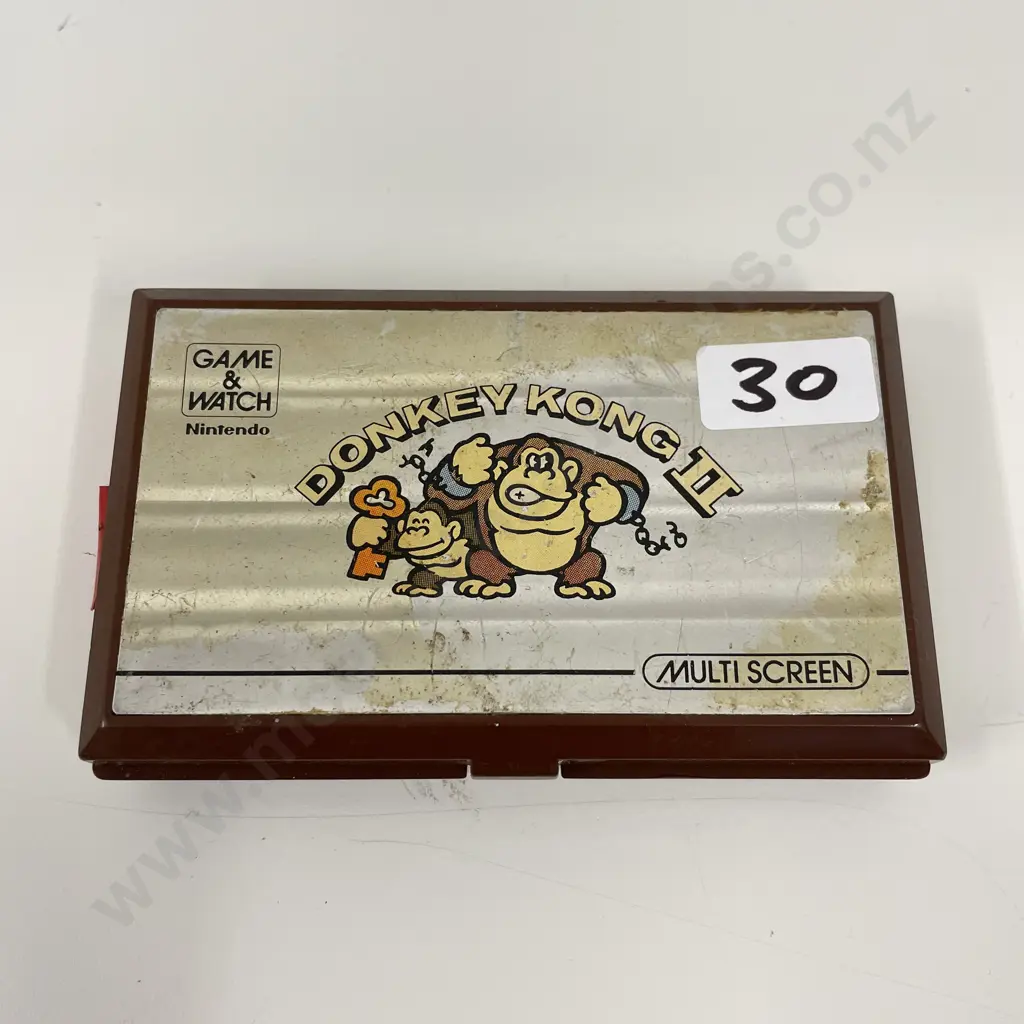 GAME
&
WATCH
Nintendo
30
DONKEY KONG II
MULTI SCREEN